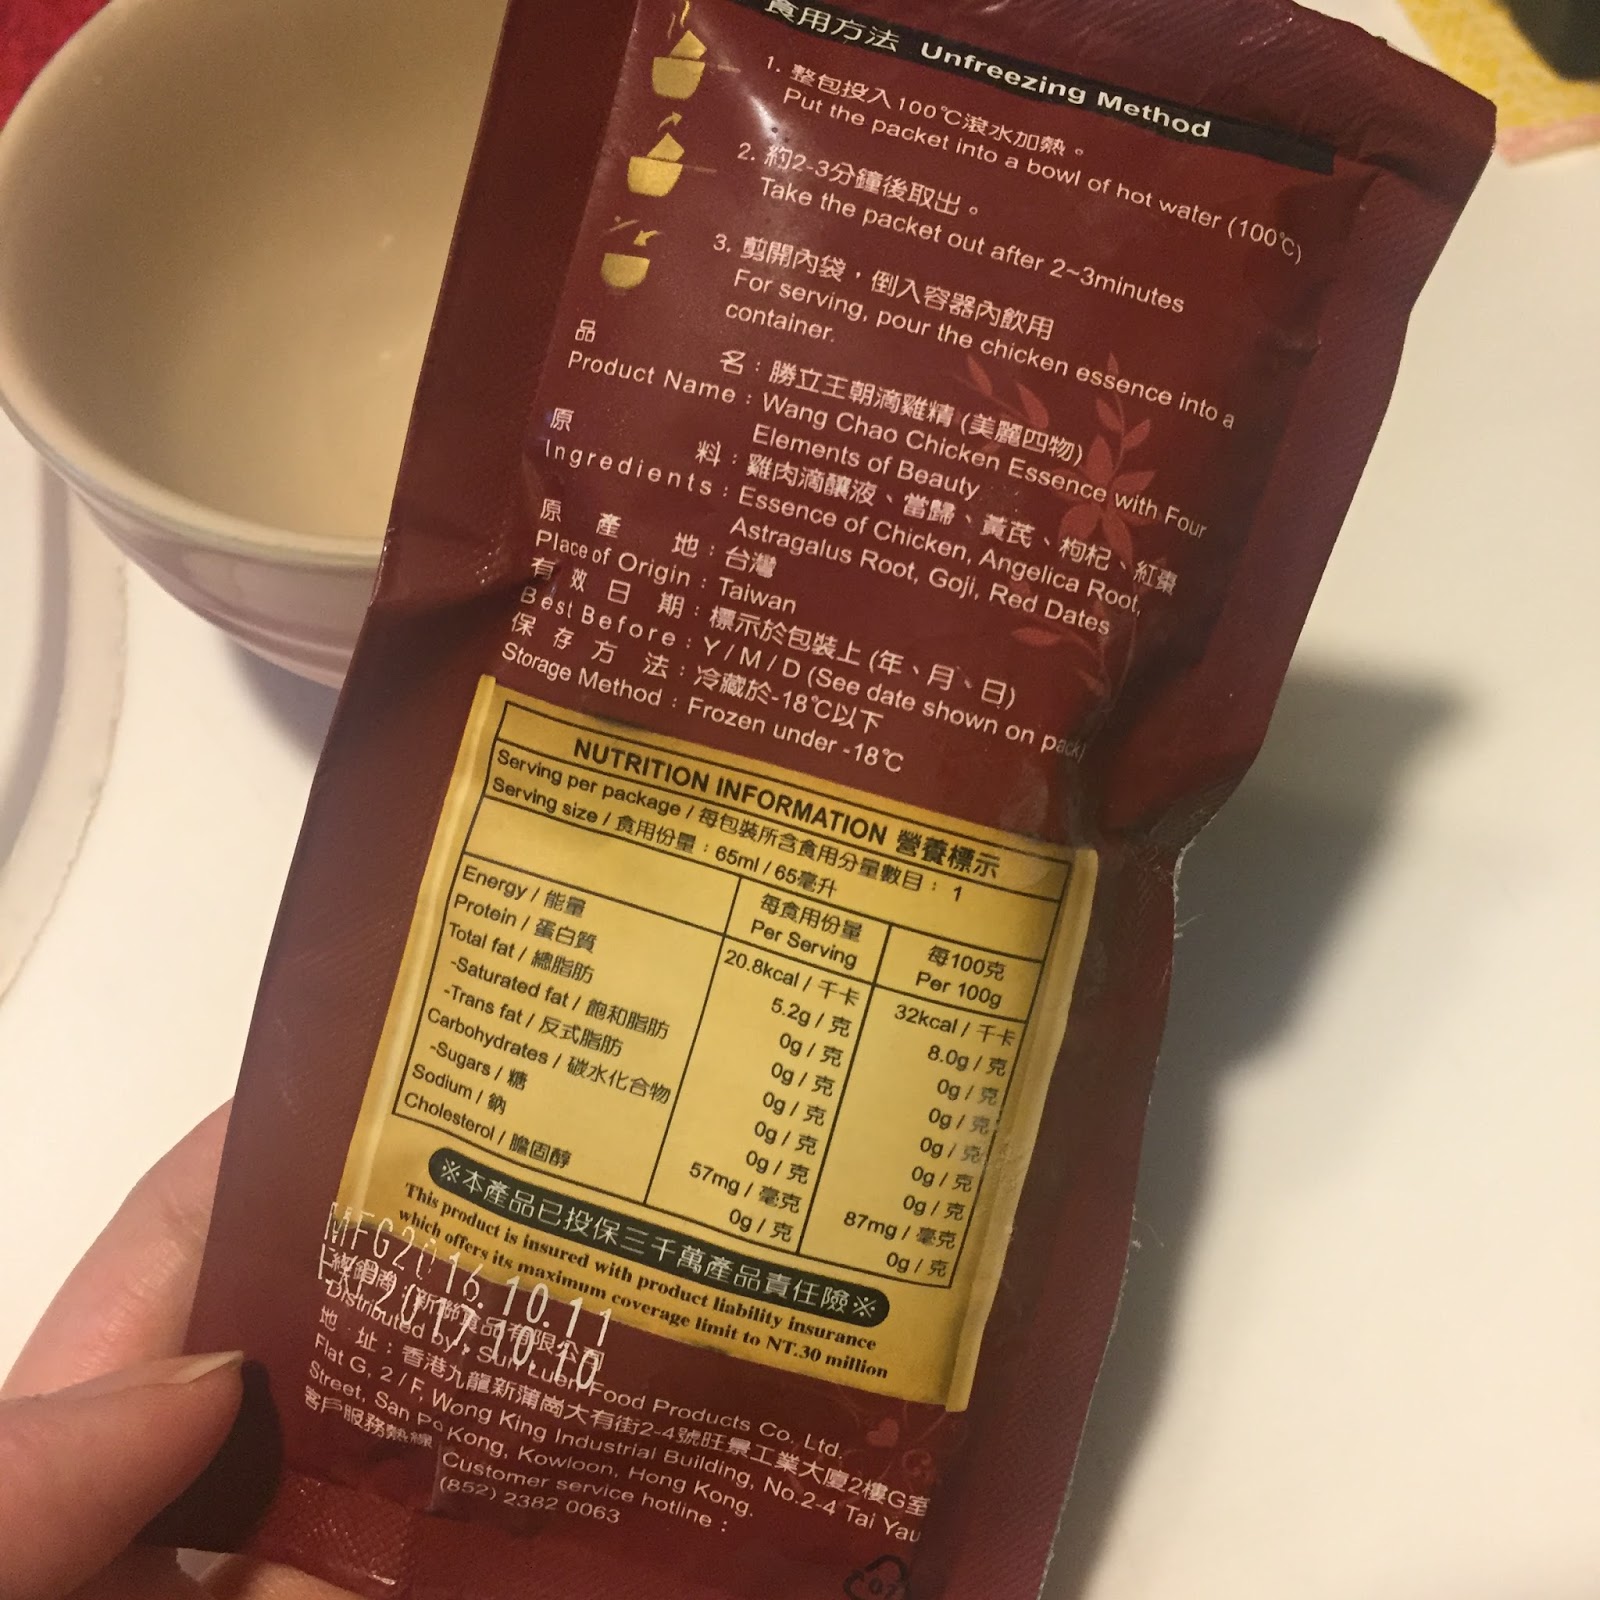 食用方法 Unfreezing Method
1. 整包投入100℃滾水加熱。
Put the packet into a bowl of hot water (100℃)
2. 約2-3分鐘後取出。
Take the packet out after 2~3minutes
3. 剪開內袋，倒入容器內飲用
For serving, pour the chicken essence into a
container.
品 名：勝立王朝滴雞精 (美麗四物)
Product Name：Wang Chao Chicken Essence with Four
Elements of Beauty
原 料：雞肉滴釀液、當歸、黃芪、枸杞、紅棗
Ingredients：Essence of Chicken, Angelica Root,
Astragalus Root, Goji, Red Dates
原 產 地：台灣
Place of Origin：Taiwan
有 效 日 期：標示於包裝上 (年、月、日)
Best Before：Y / M / D (See date shown on pack)
保 存 方 法：冷藏於-18℃以下
Storage Method：Frozen under -18℃
NUTRITION INFORMATION 營養標示
Serving per package / 每包裝所含食用分量數目：1
Serving size / 食用份量：65ml / 65毫升
每食用份量 每100克
Per Serving Per 100g
Energy / 能量 20.8kcal / 千卡 32kcal / 千卡
Protein / 蛋白質 5.2g / 克 8.0g / 克
Total fat / 總脂肪 0g / 克 0g / 克
-Saturated fat / 飽和脂肪 0g / 克 0g / 克
-Trans fat / 反式脂肪 0g / 克 0g / 克
Carbohydrates / 碳水化合物 0g / 克 0g / 克
-Sugars / 糖 0g / 克 0g / 克
Sodium / 鈉 57mg / 毫克 87mg / 毫克
Cholesterol / 膽固醇 0g / 克 0g / 克
※本產品已投保三千萬產品責任險※
This product is insured with product liability insurance
which offers its maximum coverage limit to NT.30 million
MFG2016.10.11
2017.10.10
經銷商：新聯食品有限公司
Distributed by：Sun Luen Food Products Co. Ltd.
地 址：香港九龍新蒲崗大有街2-4號旺景工業大廈2樓G室
Flat G, 2 / F, Wong King Industrial Building, No.2-4 Tai Yau
Street, San Po Kong, Kowloon, Hong Kong.
客戶服務熱線 Customer service hotline：
(852) 2382 0063